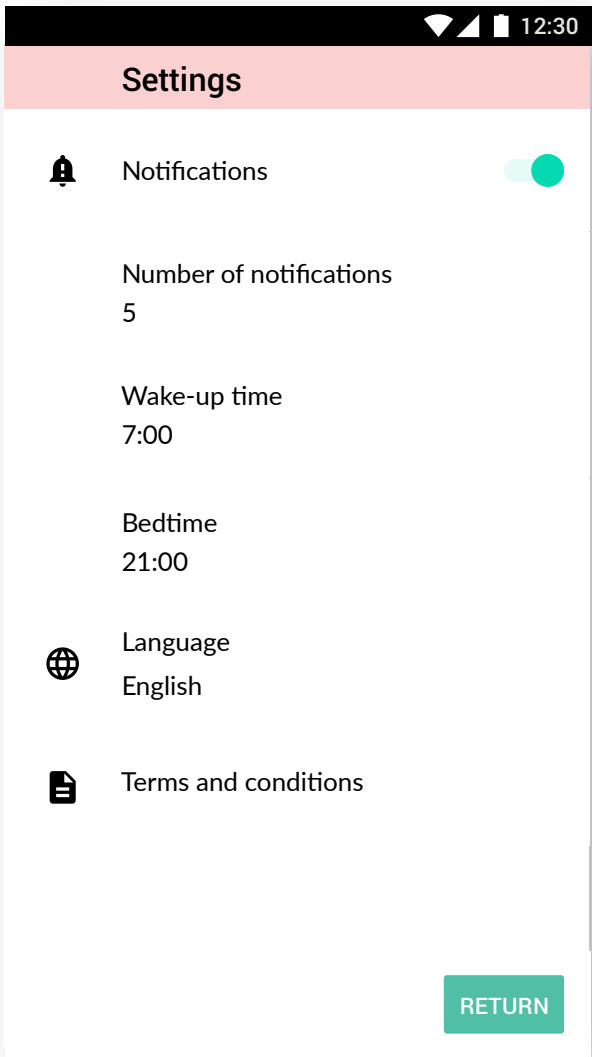 12:30
Settings
Notifications
Number of notifications
5
Wake-up time
7:00
Bedtime
21:00
Language
English
Terms and conditions
RETURN